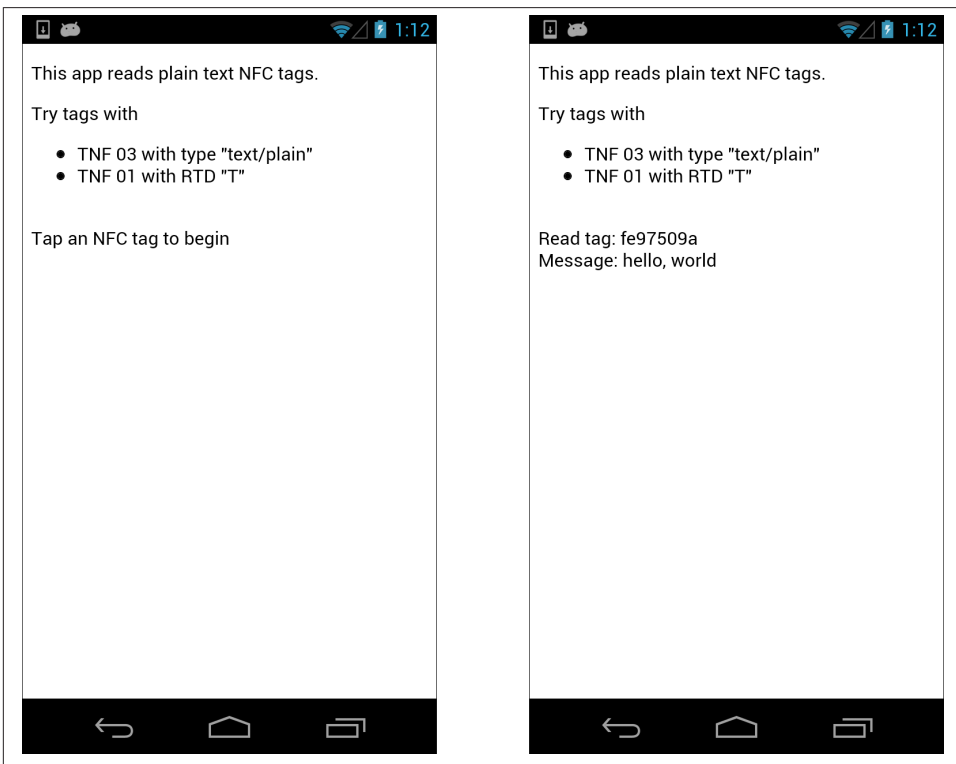 1:12
This app reads plain text NFC tags.
Try tags with
• TNF 03 with type "text/plain"
• TNF 01 with RTD "T"
Tap an NFC tag to begin
1:12
This app reads plain text NFC tags.
Try tags with
• TNF 03 with type "text/plain"
• TNF 01 with RTD "T"
Read tag: fe97509a
Message: hello, world